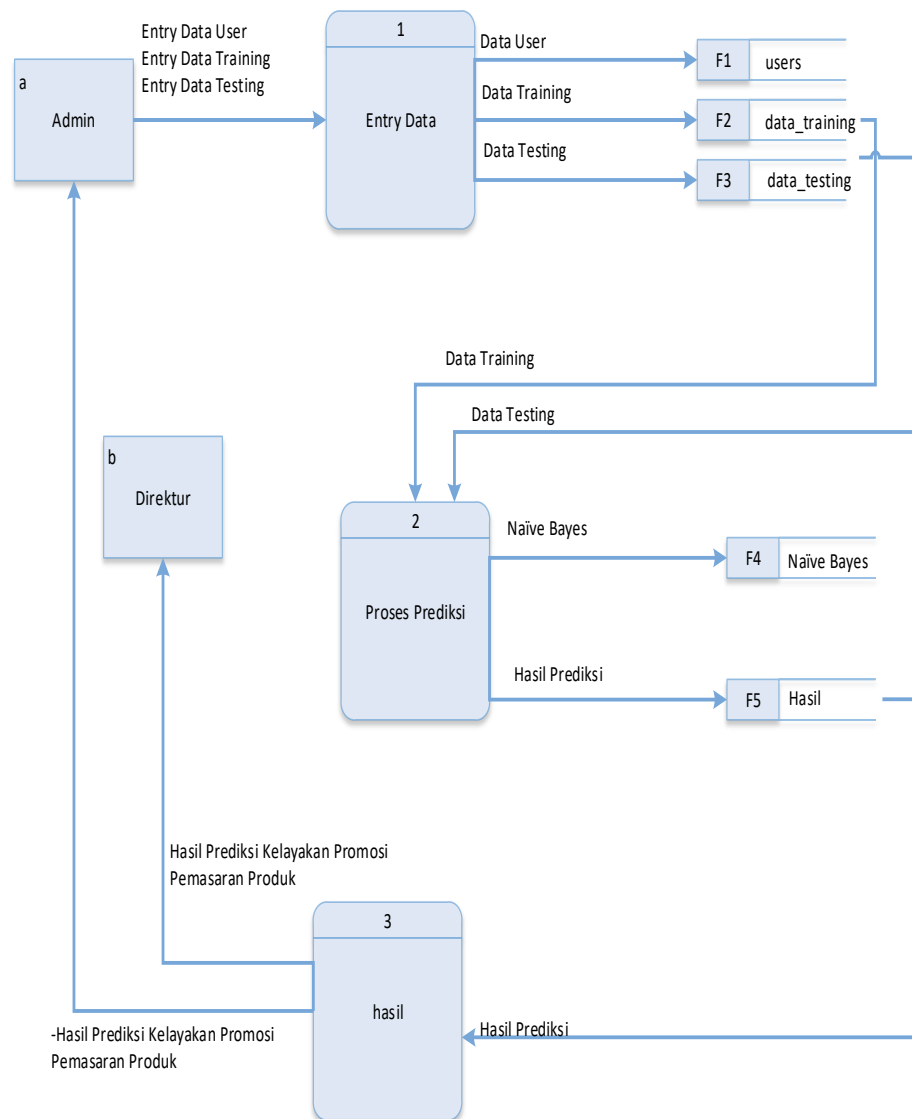 Entry Data User
Entry Data Training
Entry Data Testing
a
Admin
1
Entry Data
Data User
Data Training
Data Testing
F1
users
F2
data_training
F3
data_testing
Data Training
Data Testing
b
Direktur
2
Proses Prediksi
Naïve Bayes
Hasil Prediksi
F4
Naïve Bayes
F5
Hasil
Hasil Prediksi Kelayakan Promosi
Pemasaran Produk
3
hasil
-Hasil Prediksi Kelayakan Promosi
Pemasaran Produk
Hasil Prediksi